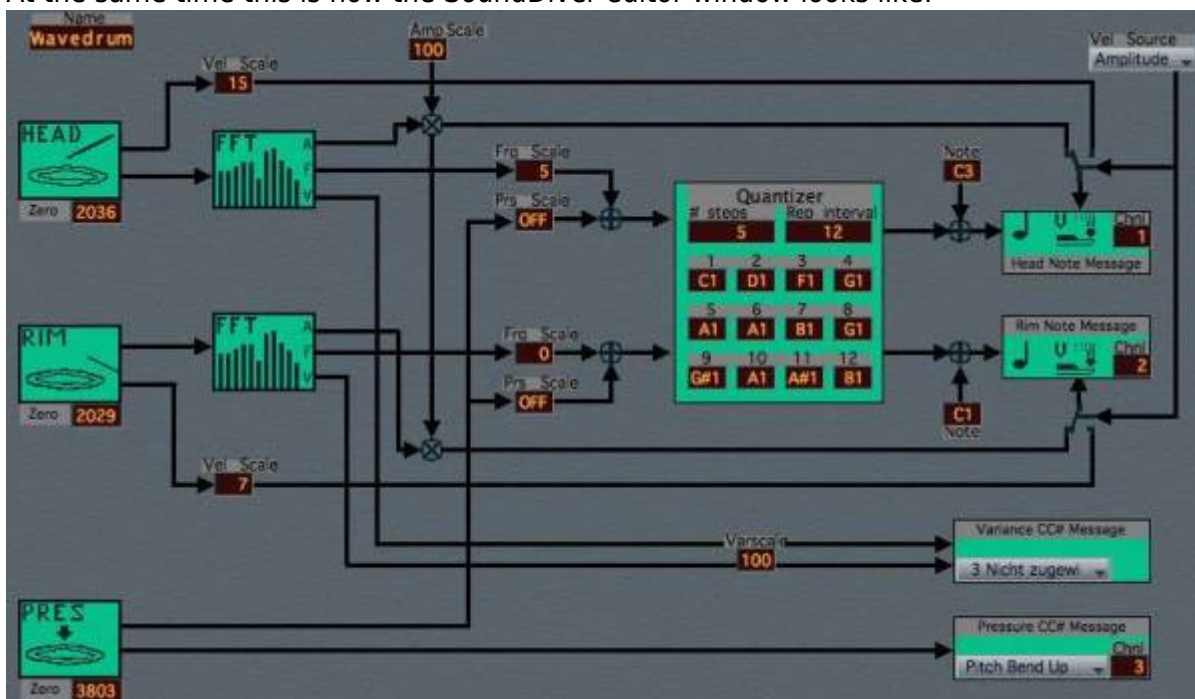 At the same time this is how the SoundDiver editor window looks like:
Name
Wavedrum
Amp Scale
100
Vel Source
Amplitude
Vel Scale
15
HEAD
Zero 2036
FFT
A
F
V
Frq Scale
5
Prs Scale
OFF
Quantizer
# steps
5
Rep interval
12
1 2 3 4
C1 D1 F1 G1
5 6 7 8
A1 A1 B1 G1
9 10 11 12
G#1 A1 A#1 B1
Note
C3
Chnl
1
Head Note Message
RIM
Zero 2029
FFT
A
F
V
Frq Scale
0
Prs Scale
OFF
C1
Note
Rim Note Message
Chnl
2
Vel Scale
7
Varscale
100
Variance CC# Message
3 Nicht zugewi
PRES
Zero 3803
Pressure CC# Message
Chnl
Pitch Bend Up 3